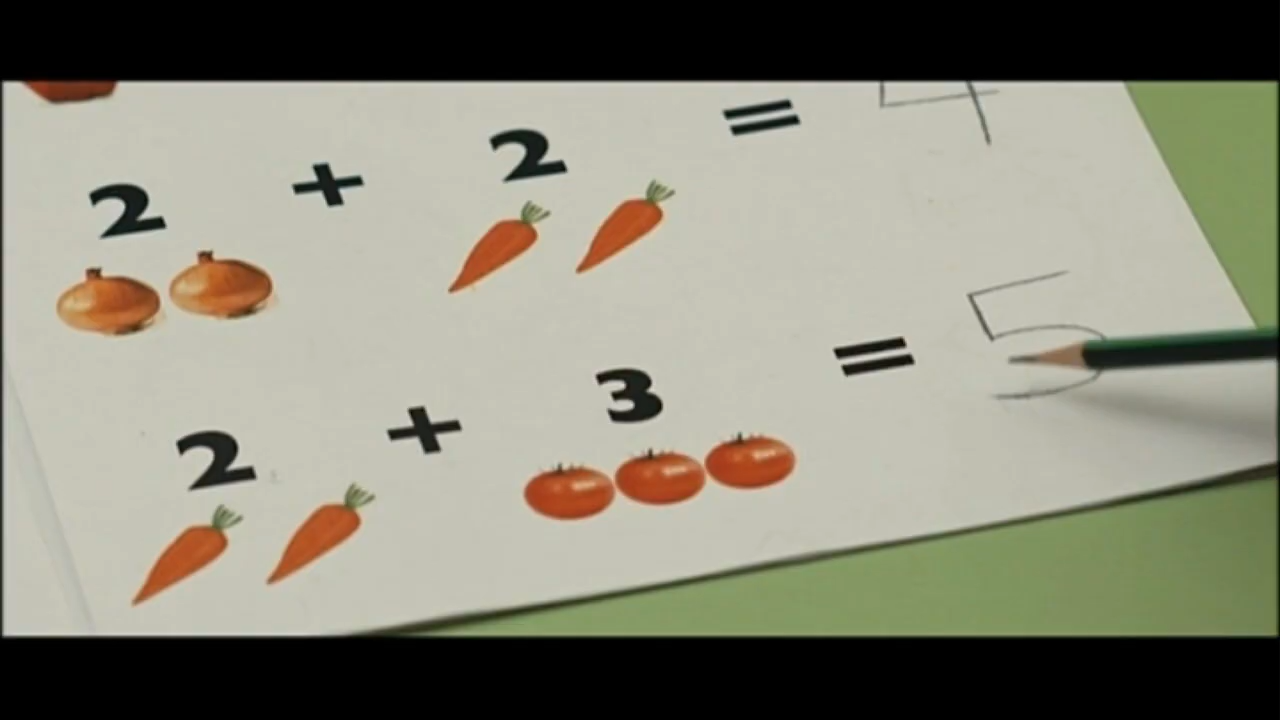 2 + 2 = 4
2 + 3 = 5